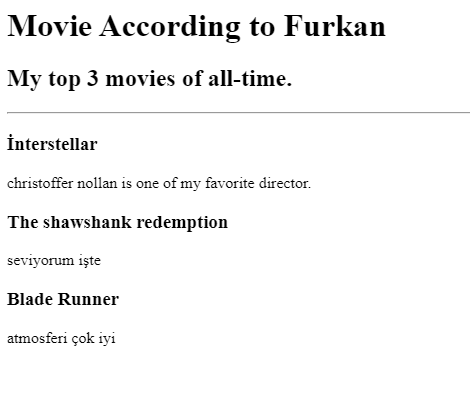 Movie According to Furkan
My top 3 movies of all-time.
İnterstellar
christoffer nollan is one of my favorite director.
The shawshank redemption
seviyorum işte
Blade Runner
atmosferi çok iyi